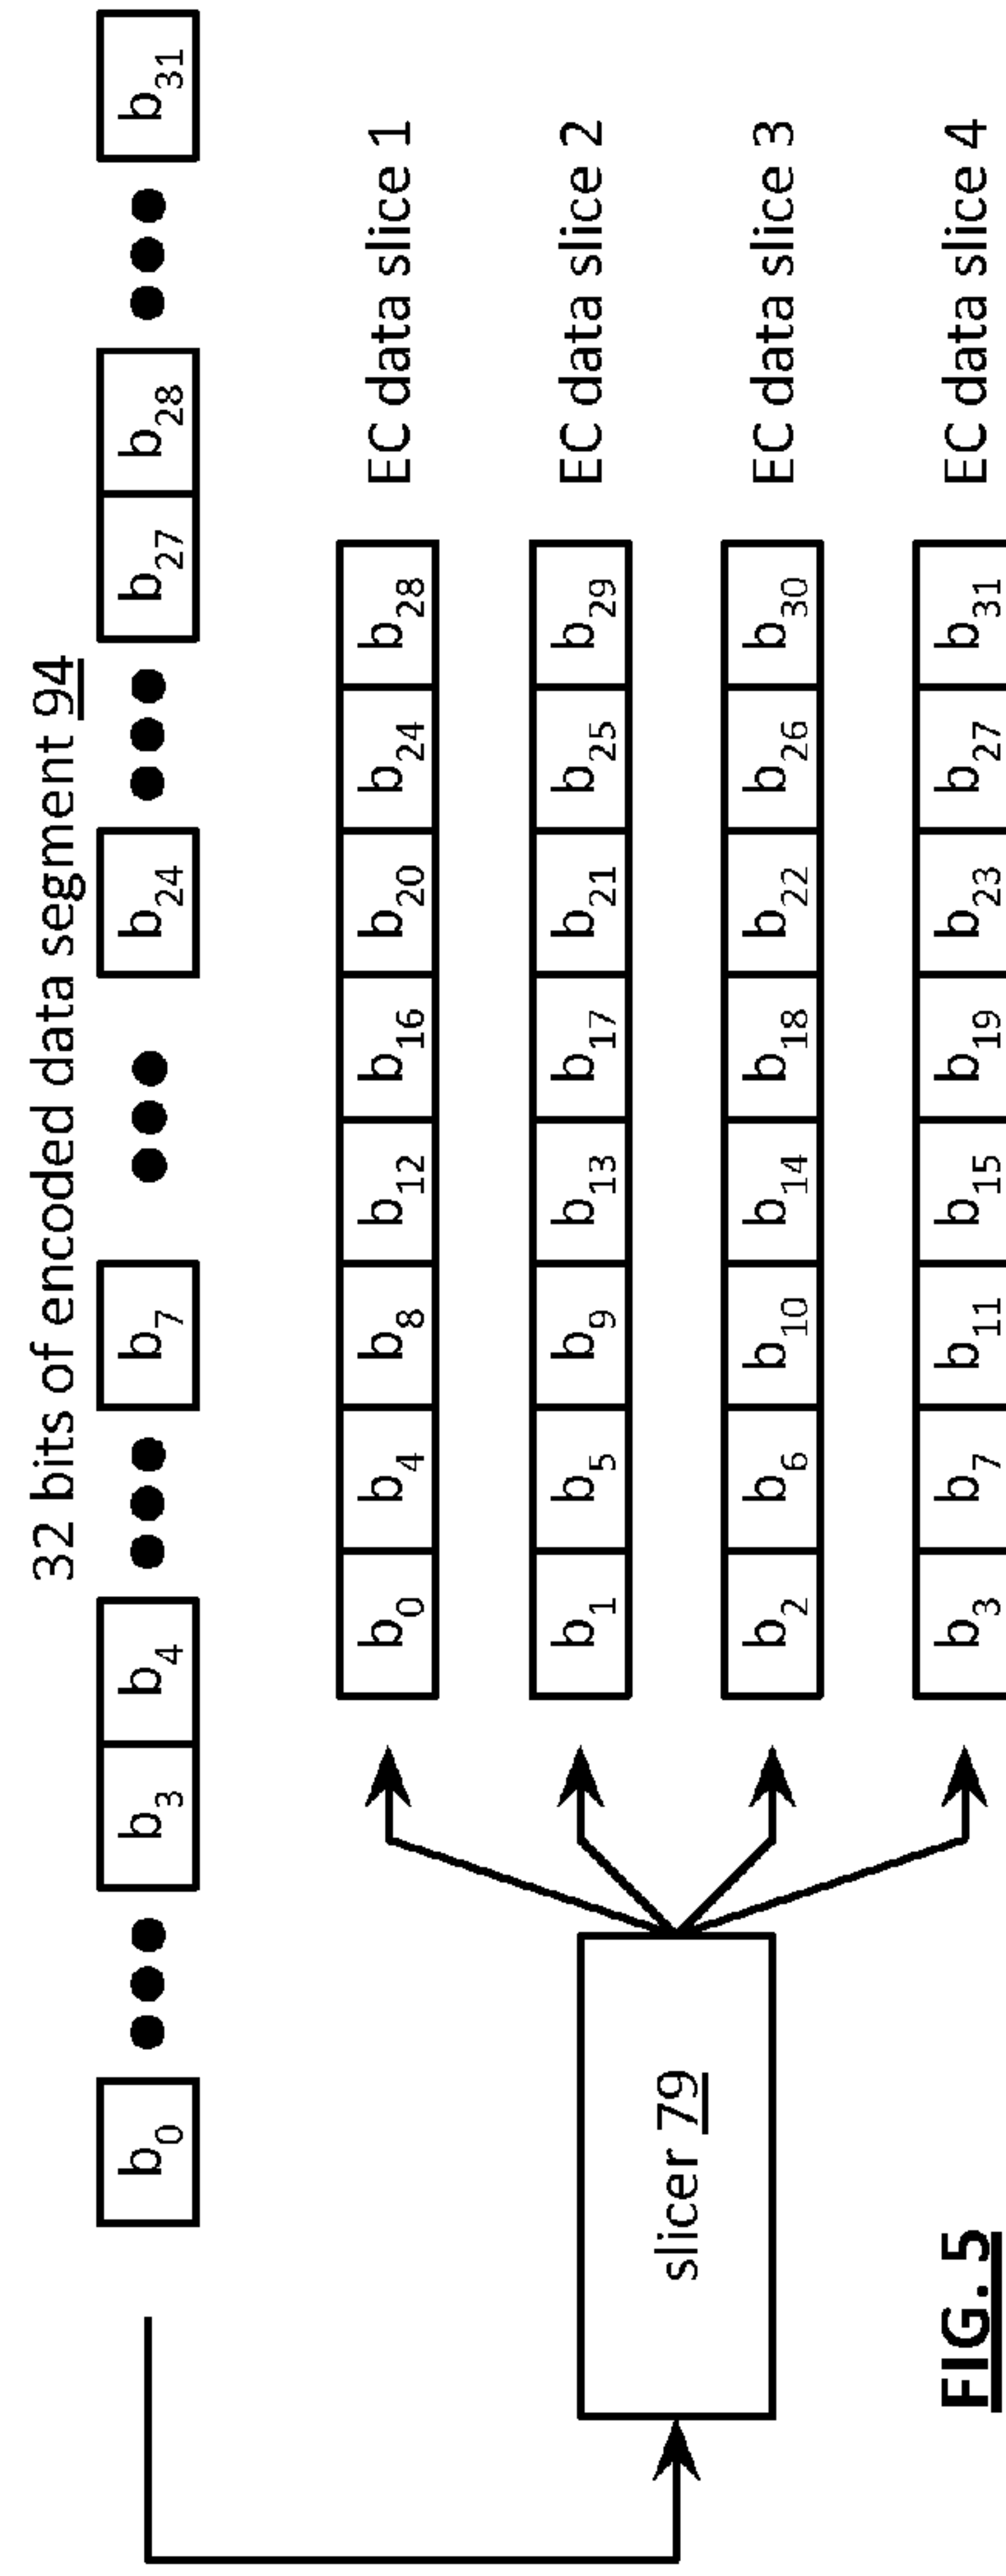 32 bits of encoded data segment 94
b0 ••• b3 b4 ••• b7 ••• b24 ••• b27 b28 ••• b31
slicer 79
b0 b4 b8 b12 b16 b20 b24 b28 EC data slice 1
b1 b5 b9 b13 b17 b21 b25 b29 EC data slice 2
b2 b6 b10 b14 b18 b22 b26 b30 EC data slice 3
b3 b7 b11 b15 b19 b23 b27 b31 EC data slice 4
FIG. 5